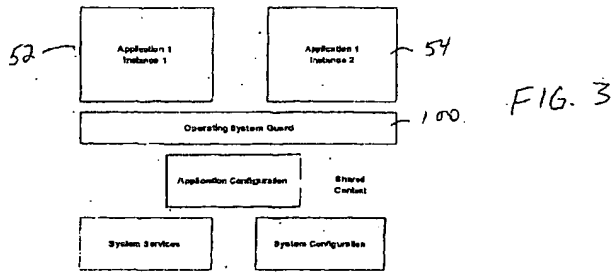 52
Application 1
Instance 1
Application 1
Instance 2
54
Operating System Guard
100
FIG. 3
Application Configuration
Shared
Context
System Services
System Configuration